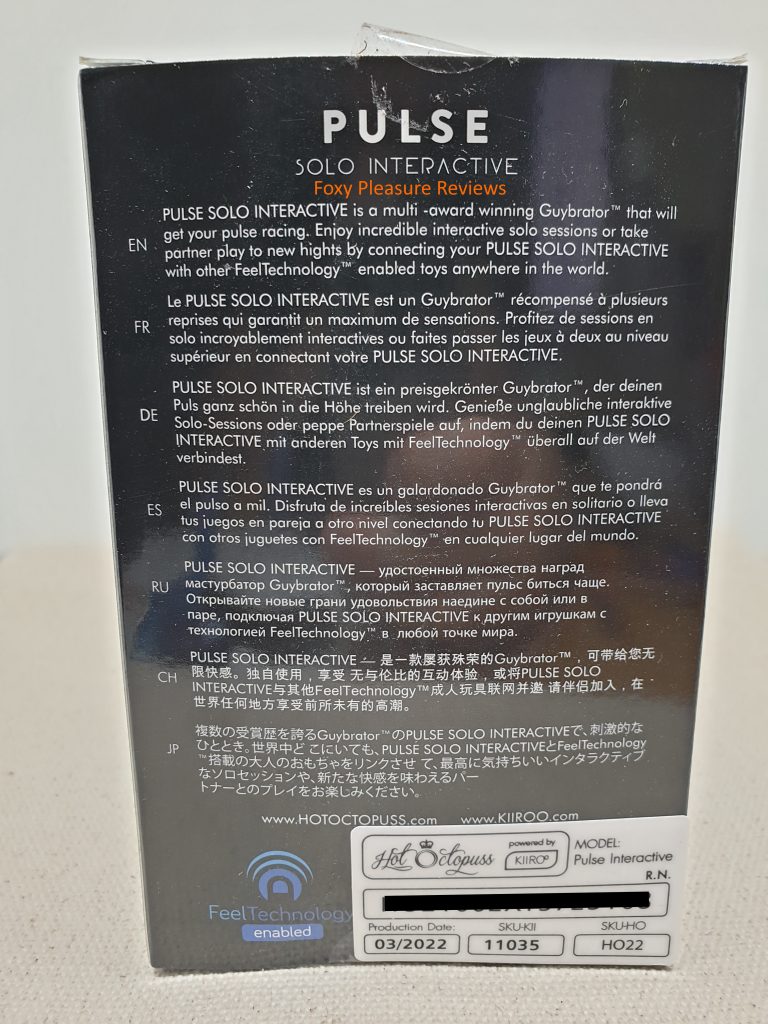 PULSE
SOLO INTERACTIVE
Foxy Pleasure Reviews
EN
PULSE SOLO INTERACTIVE is a multi -award winning Guybrator™ that will
get your pulse racing. Enjoy incredible interactive solo sessions or take
partner play to new hights by connecting your PULSE SOLO INTERACTIVE
with other FeelTechnology™ enabled toys anywhere in the world.
FR
Le PULSE SOLO INTERACTIVE est un Guybrator™ récompensé à plusieurs
reprises qui garantit un maximum de sensations. Profitez de sessions en
solo incroyablement interactives ou faites passer les jeux à deux au niveau
supérieur en connectant votre PULSE SOLO INTERACTIVE.
DE
PULSE SOLO INTERACTIVE ist ein preisgekrönter Guybrator™, der deinen
Puls ganz schön in die Höhe treiben wird. Genieße unglaubliche interaktive
Solo-Sessions oder peppe Partnerspiele auf, indem du deinen PULSE SOLO
INTERACTIVE mit anderen Toys mit FeelTechnology™ überall auf der Welt
verbindest.
ES
PULSE SOLO INTERACTIVE es un galardonado Guybrator™ que te pondrá
el pulso a mil. Disfruta de increíbles sesiones interactivas en solitario o lleva
tus juegos en pareja a otro nivel conectando tu PULSE SOLO INTERACTIVE
con otros juguetes con FeelTechnology™ en cualquier lugar del mundo.
RU
PULSE SOLO INTERACTIVE — удостоенный множества наград
мастурбатор Guybrator™, который заставляет пульс биться чаще.
Открывайте новые грани удовольствия наедине с собой или в
паре, подключая PULSE SOLO INTERACTIVE к другим игрушкам с
технологией FeelTechnology™ в любой точке мира.
CH
PULSE SOLO INTERACTIVE — 是一款屡获殊荣的Guybrator™，可带给您无
限快感。独自使用，享受 无与伦比的互动体验，或将PULSE SOLO
INTERACTIVE与其他FeelTechnology™成人玩具联网并邀 请伴侣加入，在
世界任何地方享受前所未有的高潮。
JP
複数の受賞歴を誇るGuybrator™のPULSE SOLO INTERACTIVEで、刺激的な
ひととき。世界中ど こにいても、PULSE SOLO INTERACTIVEとFeelTechnology
™搭載の大人のおもちゃをリンクさせ て、最高に気持ちいいインタラクティブ
なソロセッションや、新たな快感を味わえるパー
トナーとのプレイをお楽しみください。
www.HOTOCTOPUSS.com www.KIIROO.com
FeelTechnology
enabled
Hot Octopuss
powered by
KIIROO
MODEL:
Pulse Interactive
R.N.
Production Date: SKU-KII SKU-HO
03/2022 11035 HO22